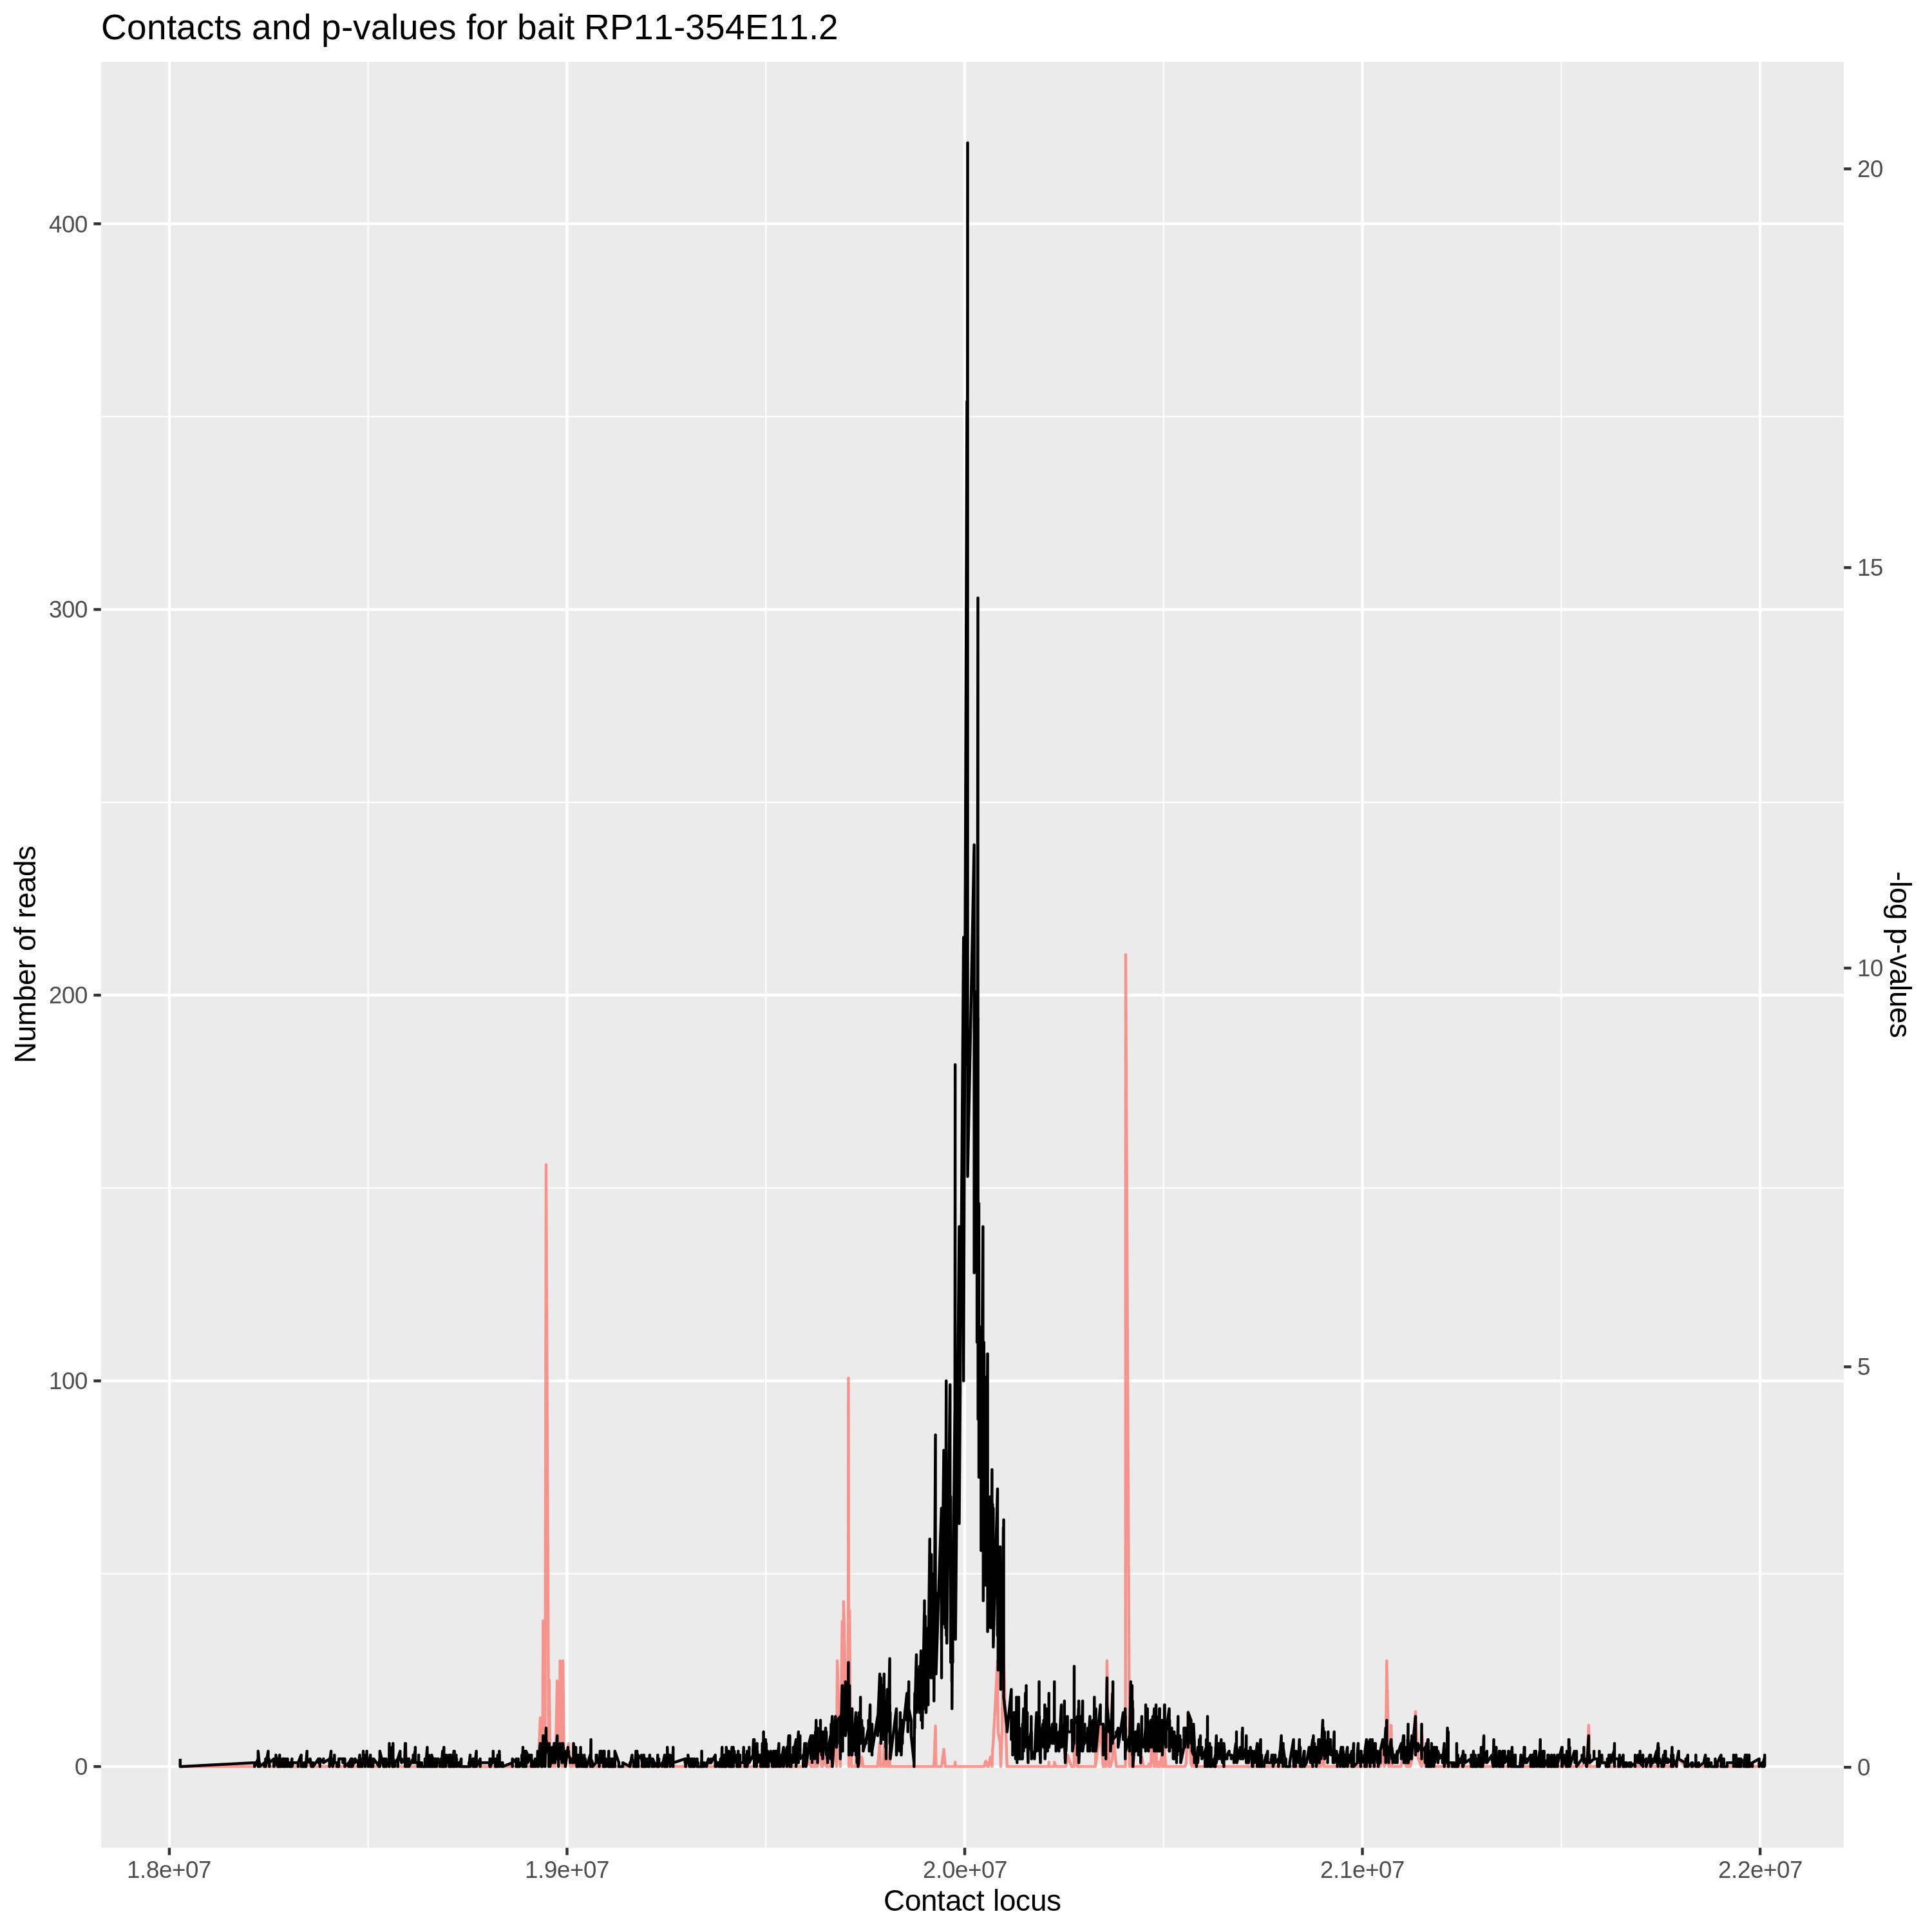 Contacts and p-values for bait RP11-354E11.2
400
300
200
100
0
Number of reads
20
15
10
5
0
-log p-values
1.8e+07
1.9e+07
2.0e+07
2.1e+07
2.2e+07
Contact locus